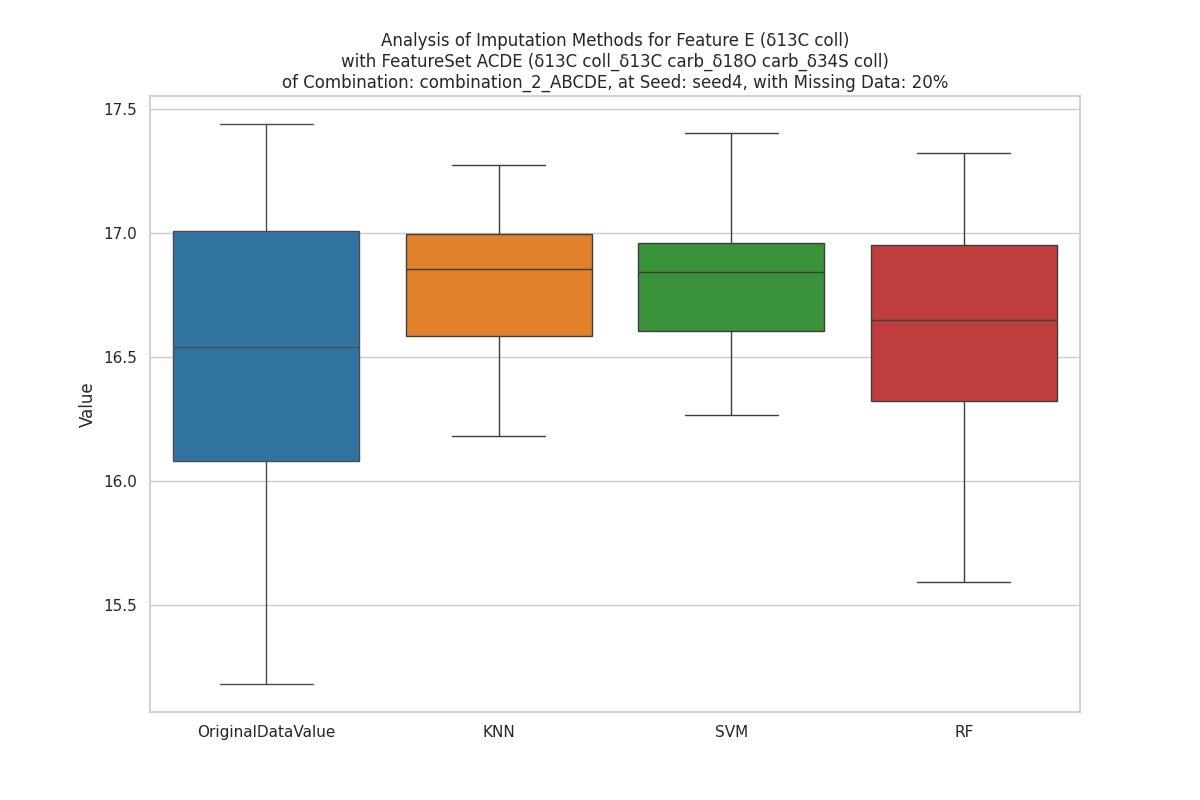 Analysis of Imputation Methods for Feature E (δ13C coll)
with FeatureSet ACDE (δ13C coll_δ13C carb_δ18O carb_δ34S coll)
of Combination: combination_2_ABCDE, at Seed: seed4, with Missing Data: 20%
17.5
17.0
16.5
16.0
15.5
Value
OriginalDataValue
KNN
SVM
RF